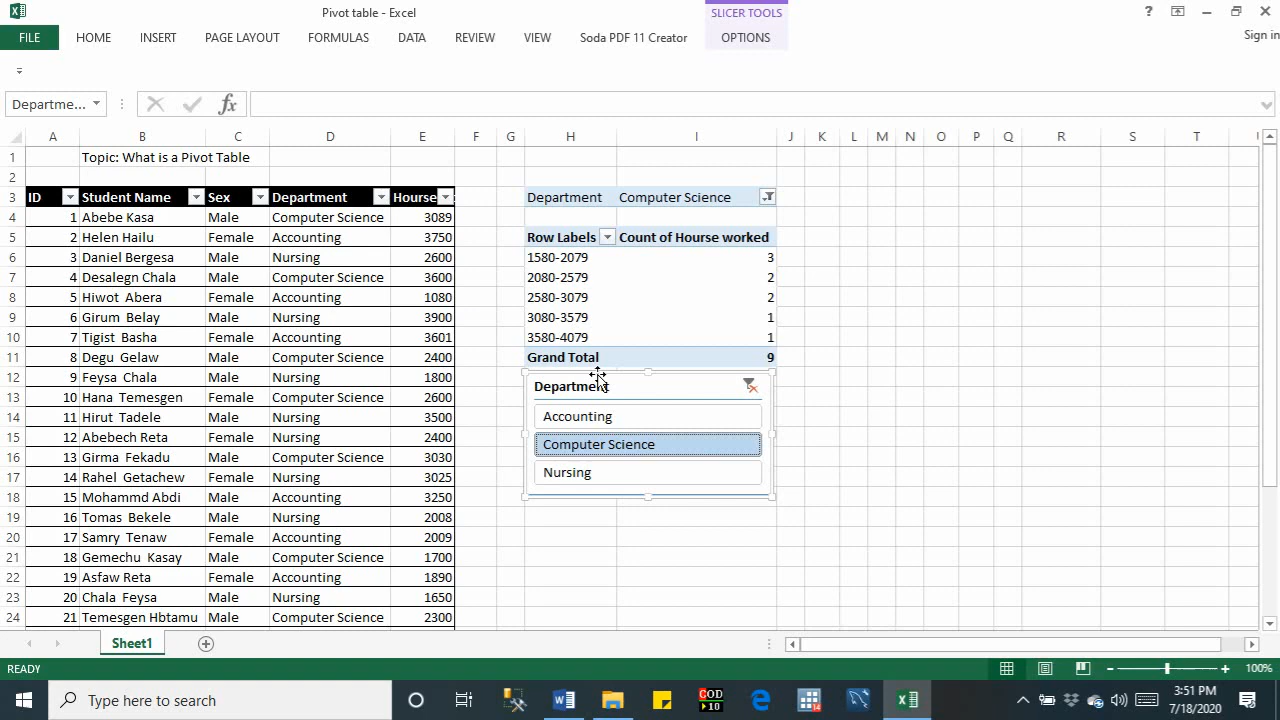 Pivot table - Excel
SLICER TOOLS
? 
FILE HOME INSERT PAGE LAYOUT FORMULAS DATA REVIEW VIEW Soda PDF 11 Creator OPTIONS Sign in
Departme... fx
A B C D E F G H I J K L M N O P Q R S T
1 Topic: What is a Pivot Table
2
3 ID Student Name Sex Department Hourse Department Computer Science
4 1 Abebe Kasa Male Computer Science 3089
5 2 Helen Hailu Female Accounting 3750 Row Labels Count of Hourse worked
6 3 Daniel Bergesa Male Nursing 2600 1580-2079 3
7 4 Desalegn Chala Male Computer Science 3600 2080-2579 2
8 5 Hiwot Abera Female Accounting 1080 2580-3079 2
9 6 Girum Belay Male Nursing 3900 3080-3579 1
10 7 Tigist Basha Female Accounting 3601 3580-4079 1
11 8 Degu Gelaw Male Computer Science 2400 Grand Total 9
12 9 Feysa Chala Male Nursing 1800 Department
13 10 Hana Temesgen Female Computer Science 2600
14 11 Hirut Tadele Male Nursing 3500 Accounting
15 12 Abebech Reta Female Nursing 2400 Computer Science
16 13 Girma Fekadu Male Computer Science 3030
17 14 Rahel Getachew Female Nursing 3025 Nursing
18 15 Mohammd Abdi Male Accounting 3250
19 16 Tomas Bekele Male Nursing 2008
20 17 Samry Tenaw Female Accounting 2009
21 18 Gemechu Kasay Male Computer Science 1700
22 19 Asfaw Reta Female Accounting 1890
23 20 Chala Feysa Male Nursing 1650
24 21 Temesgen Hbtamu Male Computer Science 2300
Sheet1
READY 100%
Type here to search GOD >10 14 3:51 PM
7/18/2020